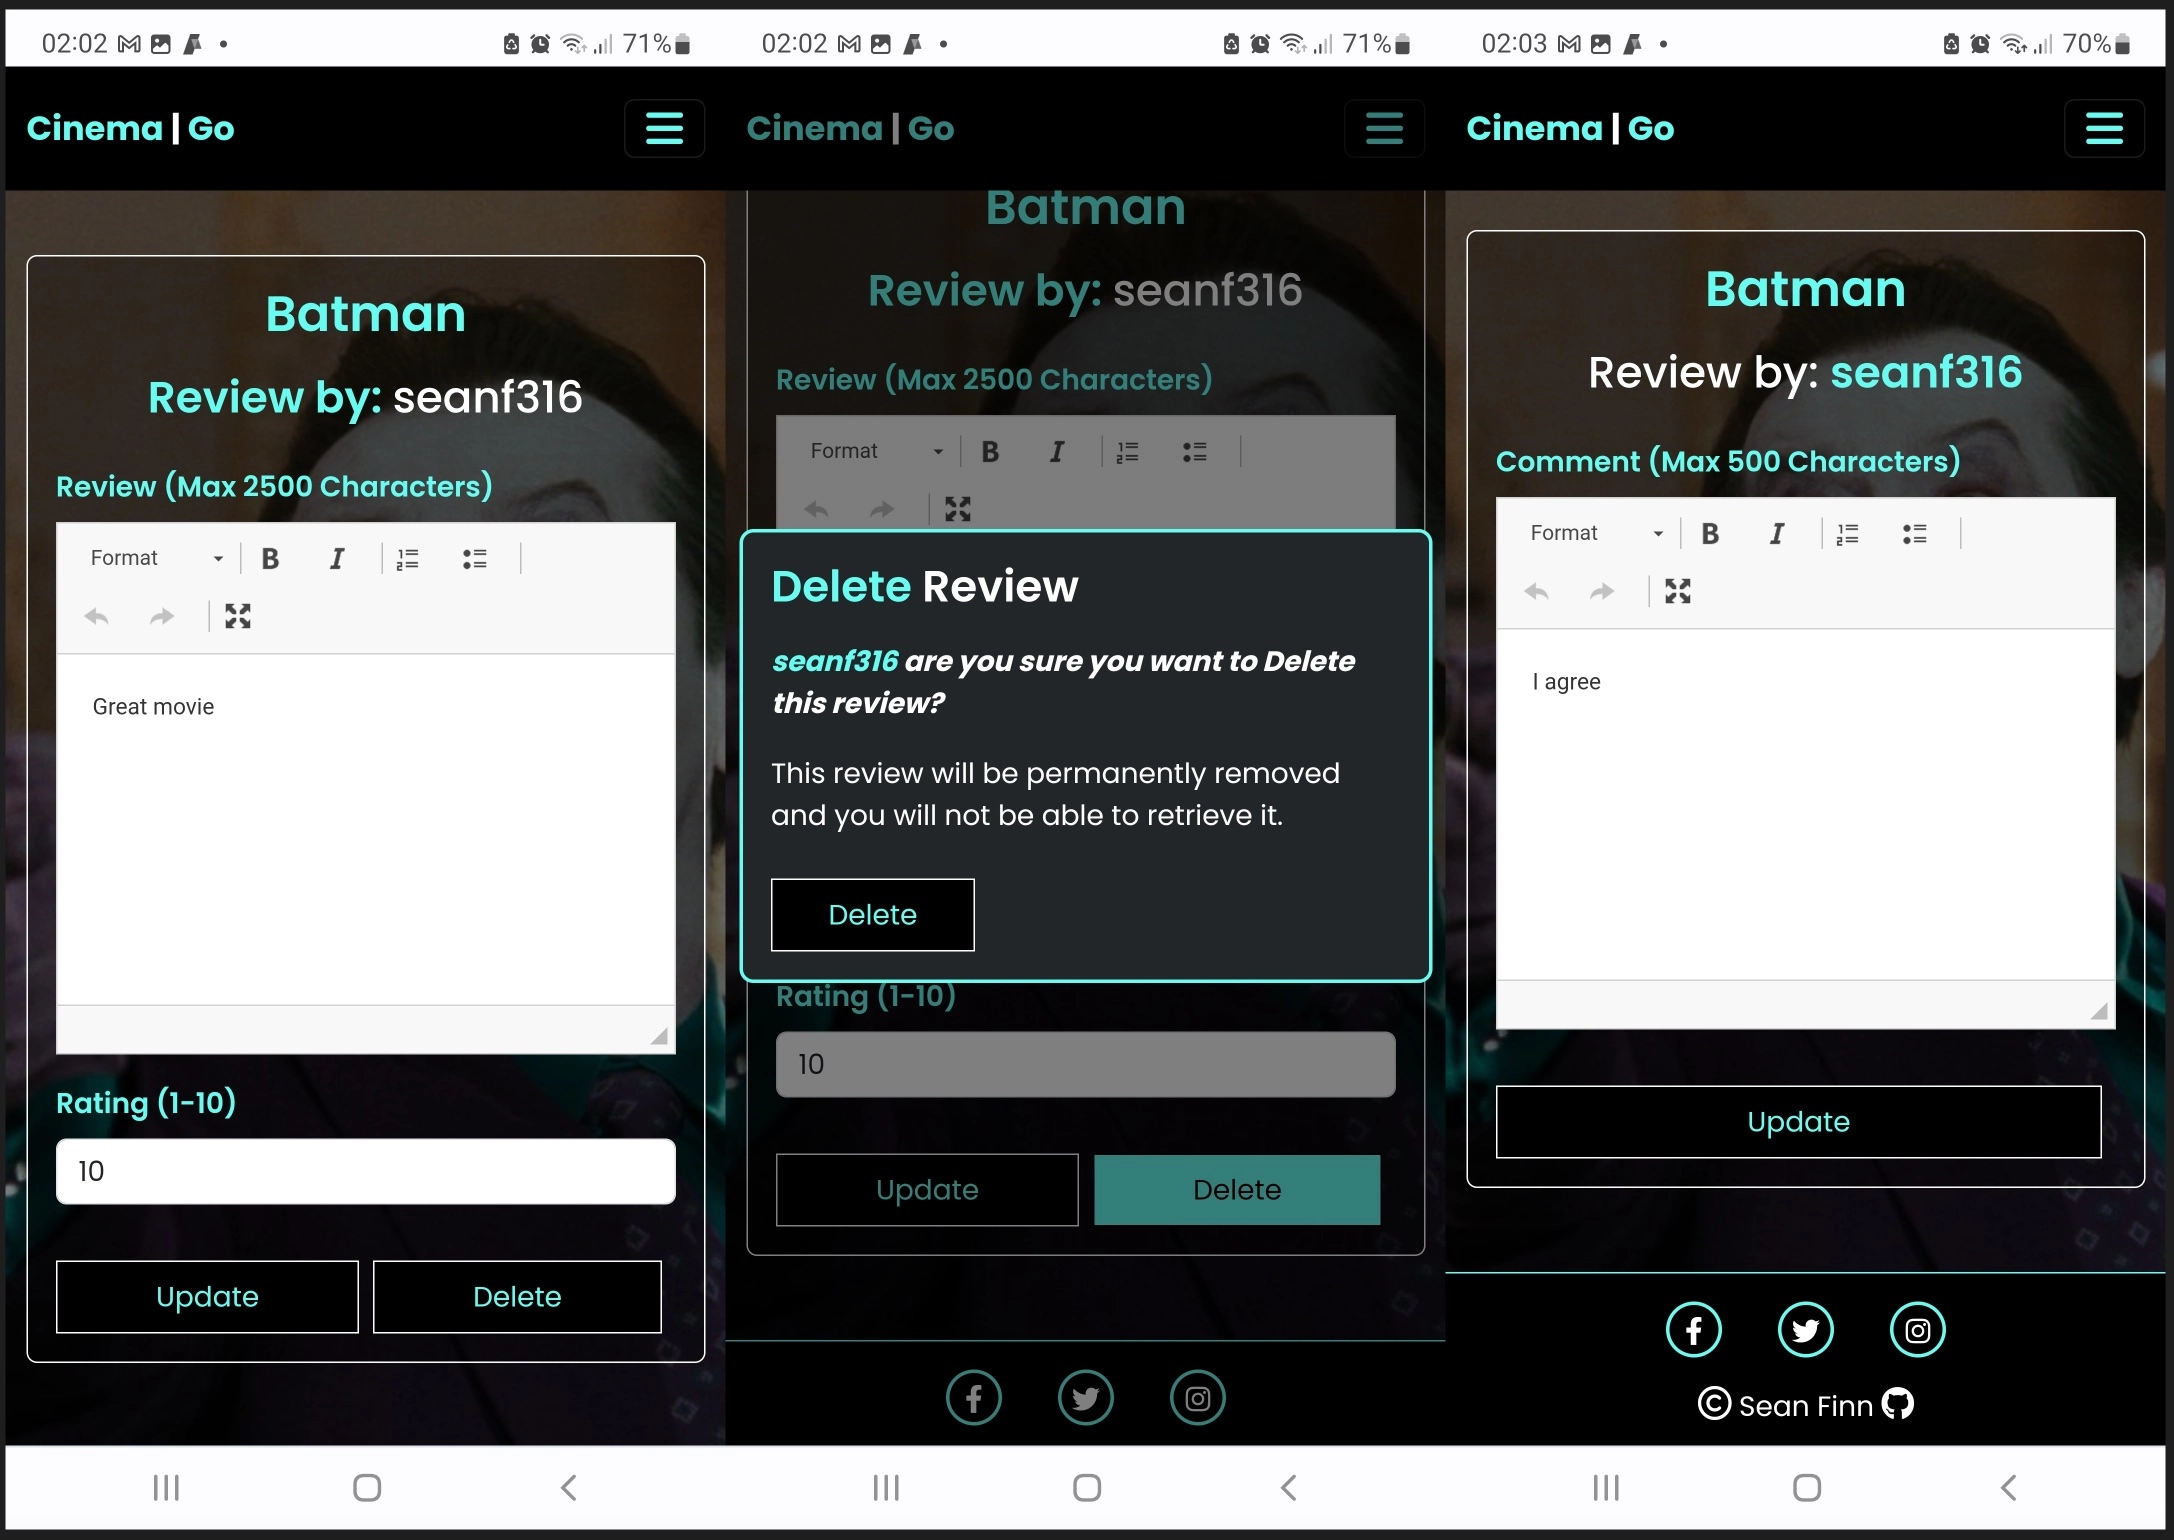 02:02
71%
Cinema | Go
Batman
Review by: seanf316
Review (Max 2500 Characters)
Format B I
Great movie
Rating (1-10)
10
Update Delete
02:02
71%
Cinema | Go
Batman
Review by: seanf316
Review (Max 2500 Characters)
Format B I
Delete Review
seanf316 are you sure you want to Delete
this review?
This review will be permanently removed
and you will not be able to retrieve it.
Delete
Rating (1-10)
10
Update Delete
02:03
70%
Cinema | Go
Batman
Review by: seanf316
Comment (Max 500 Characters)
Format B I
I agree
Update
© Sean Finn